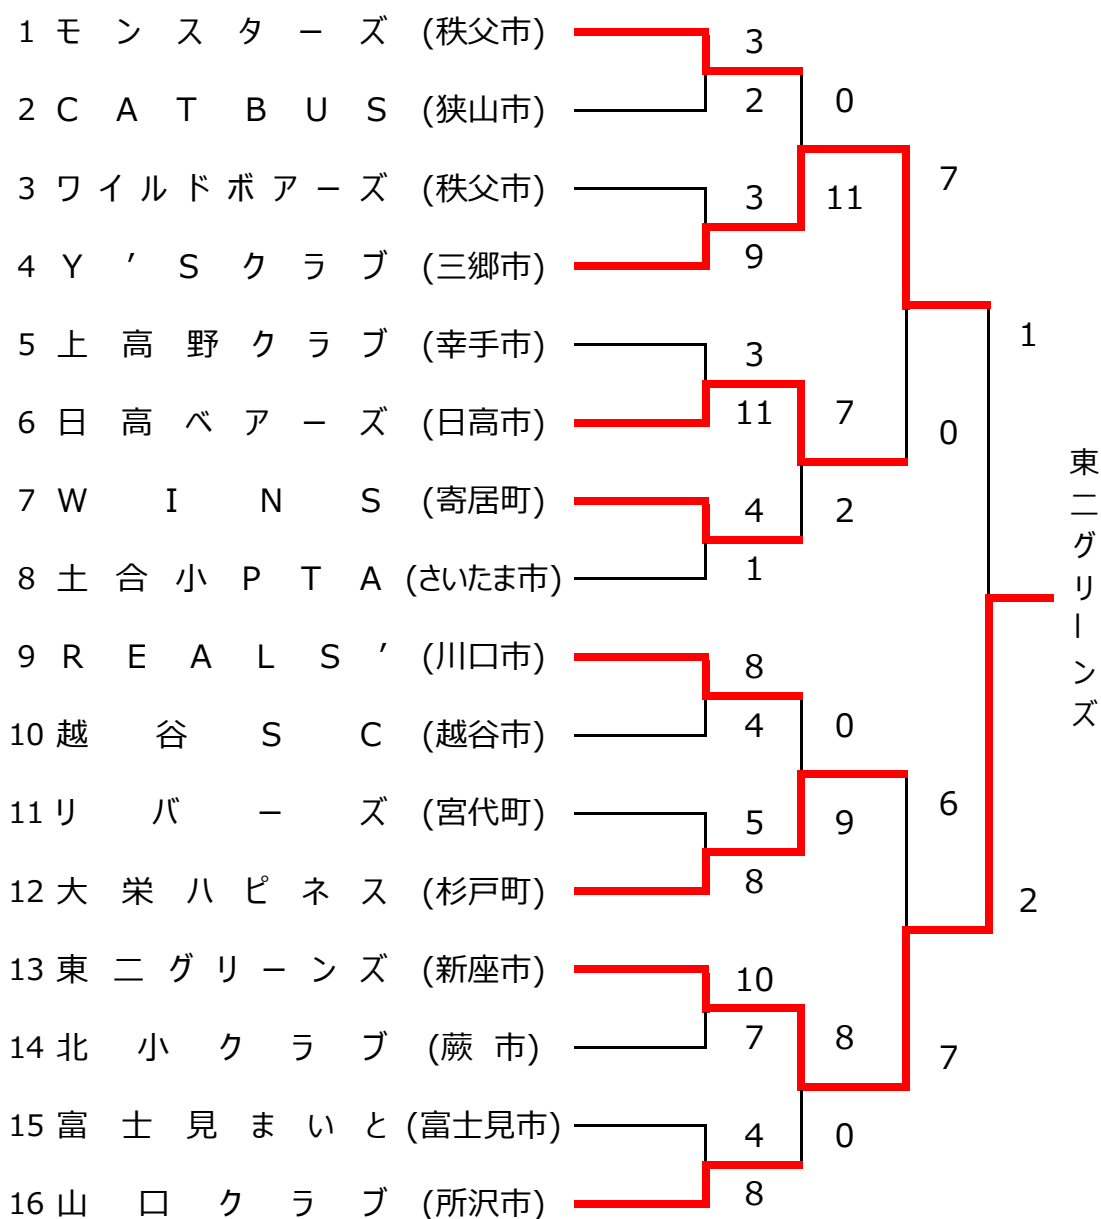 1 モンスターズ (秩父市)
3
2 CATBUS (狭山市)
2
0
3 ワイルドボアーズ (秩父市)
3
11
7
4 Y’Sクラブ (三郷市)
9
5 上高野クラブ (幸手市)
3
1
6 日高ベアーズ (日高市)
11
7
0
7 WINS (寄居町)
4
2
8 土合小PTA (さいたま市)
1
東二グリーンズ
9 REALS’ (川口市)
8
10 越谷SC (越谷市)
4
0
11 リバーズ (宮代町)
5
9
6
12 大栄ハピネス (杉戸町)
8
2
13 東二グリーンズ (新座市)
10
14 北小クラブ (蕨 市)
7
8
7
15 富士見まいと (富士見市)
4
0
16 山口クラブ (所沢市)
8